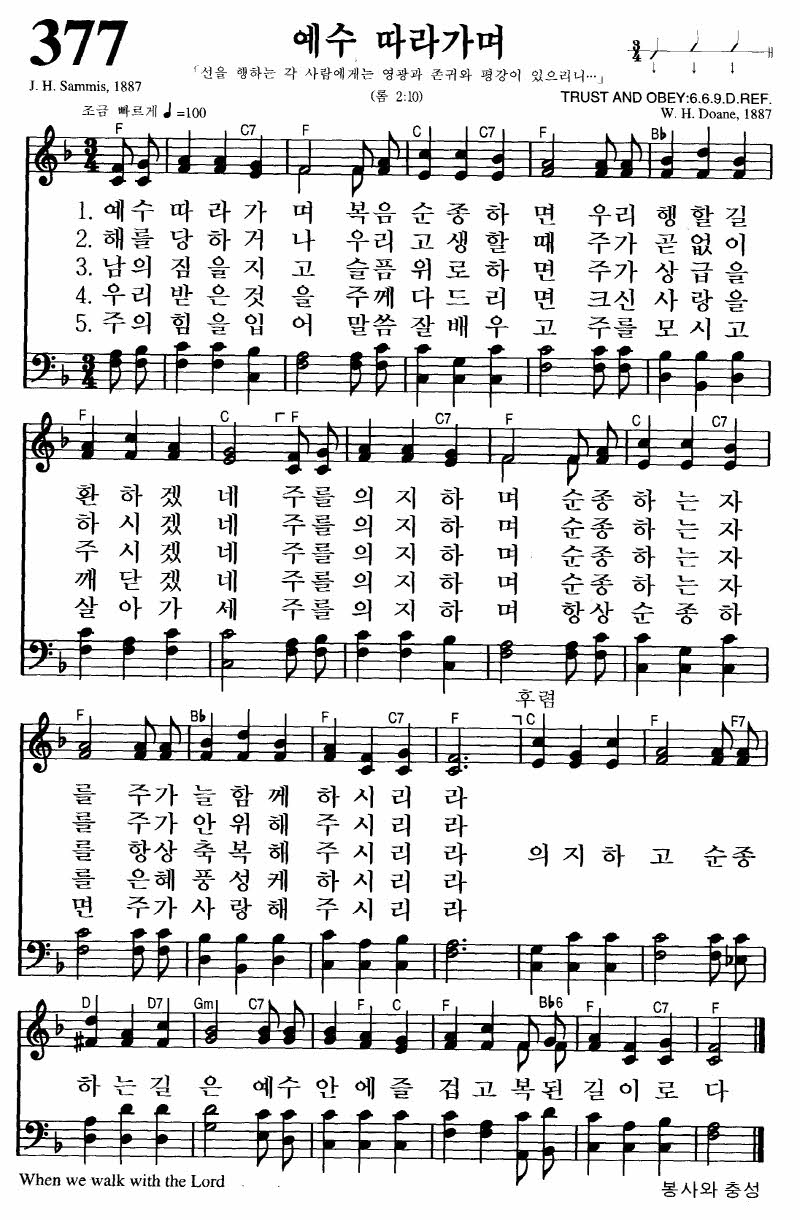 377
예수 따라가며
「선을 행하는 각 사람에게는 영광과 존귀와 평강이 있으리니…」
(롬 2:10)
3/4
J. H. Sammis, 1887
TRUST AND OBEY:6.6.9.D.REF.
W. H. Doane, 1887
조금 빠르게 ♩=100
F C7 F C C7 F B♭
1. 예수 따라가며 복음순종하면 우리 행할길
2. 해를 당하거나 우리고생할때 주가 곧없이
3. 남의 짐을지고 슬픔위로하면 주가 상급을
4. 우리 받은것을 주께다드리면 크신 사랑을
5. 주의 힘을입어 말씀잘배우고 주를 모시고
F C F C7 F C C7
환하겠네 주를의지하며 순종하는자
하시겠네 주를의지하며 순종하는자
주시겠네 주를의지하며 순종하는자
깨닫겠네 주를의지하며 순종하는자
살아가세 주를의지하며 항상순종하
후렴
F B♭ F C7 F C F F7
를 주가늘함께하시리라
를 주가안위해주시리라
를 항상축복해주시리라 의지하고순종
를 은혜풍성케하시리라
면 주가사랑해주시리라
D D7 Gm C7 F C F B♭6 F C7 F
하는길은 예수안에즐겁고복된길이로다
When we walk with the Lord
봉사와 충성